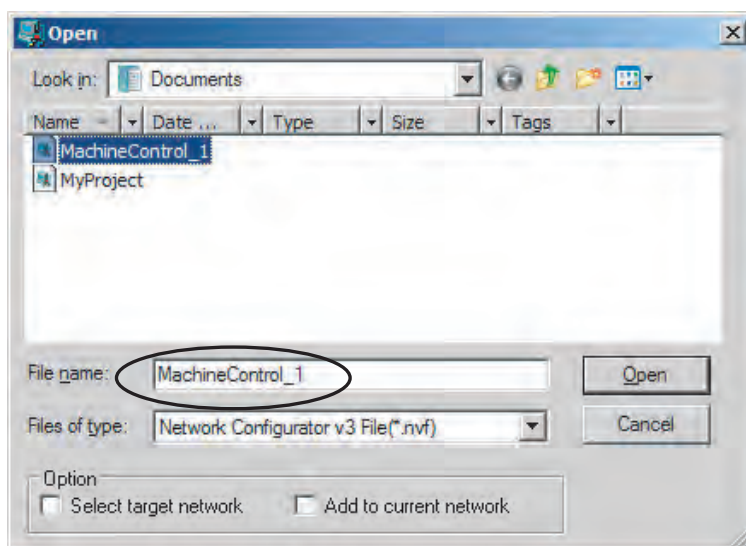 Open
Look in: Documents
Name Date ... Type Size Tags
MachineControl_1
MyProject
File name: MachineControl_1 Open
Files of type: Network Configurator v3 File(*.nvf) Cancel
Option
Select target network Add to current network